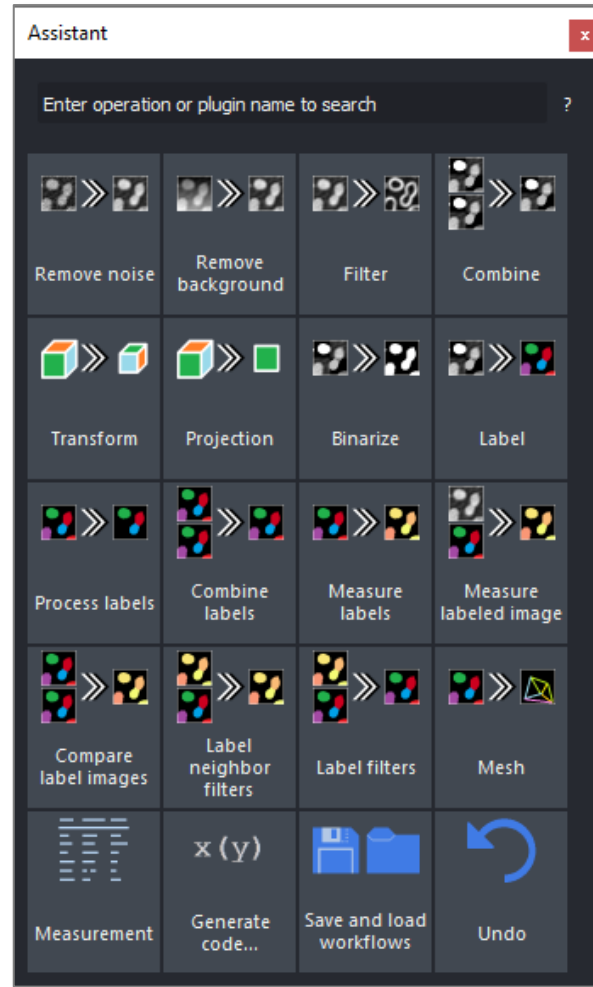 Assistant
x
Enter operation or plugin name to search
?
Remove noise
Remove
background
Filter
Combine
Transform
Projection
Binarize
Label
Process labels
Combine
labels
Measure
labels
Measure
labeled image
Compare
label images
Label
neighbor
filters
Label filters
Mesh
Measurement
x(y)
Generate
code...
Save and load
workflows
Undo